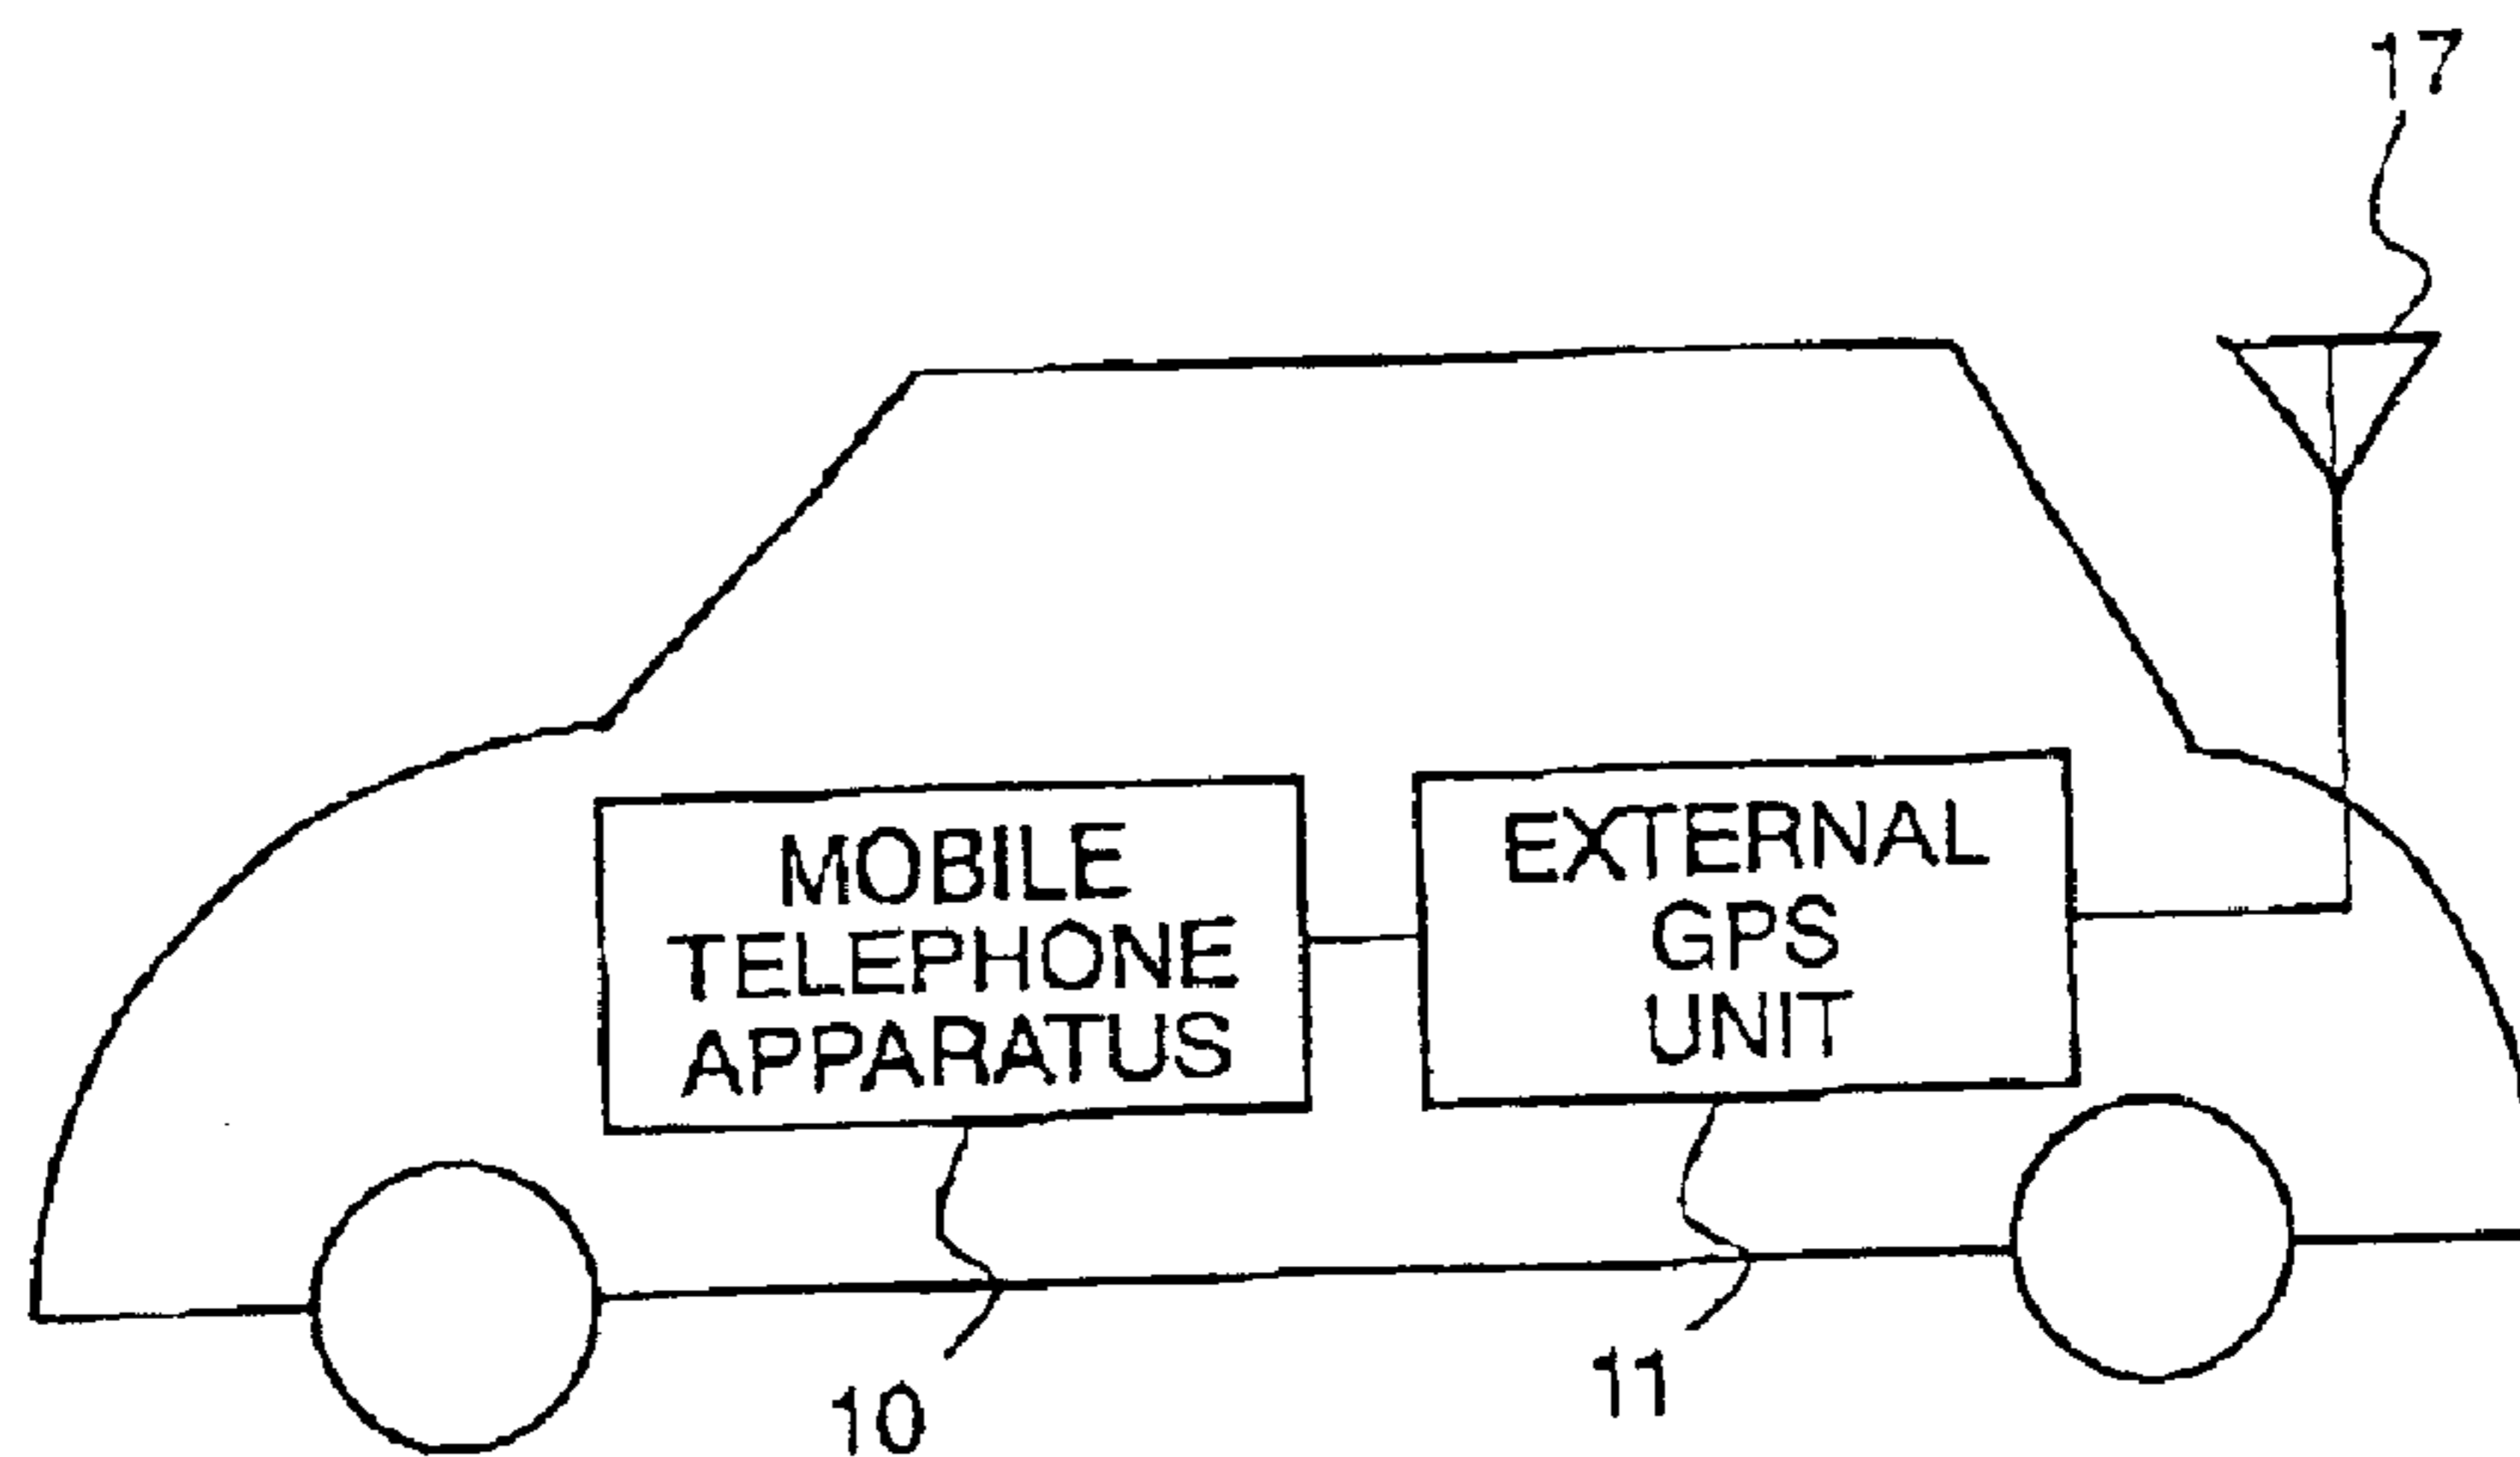 17
MOBILE
TELEPHONE
APPARATUS
EXTERNAL
GPS
UNIT
10
11